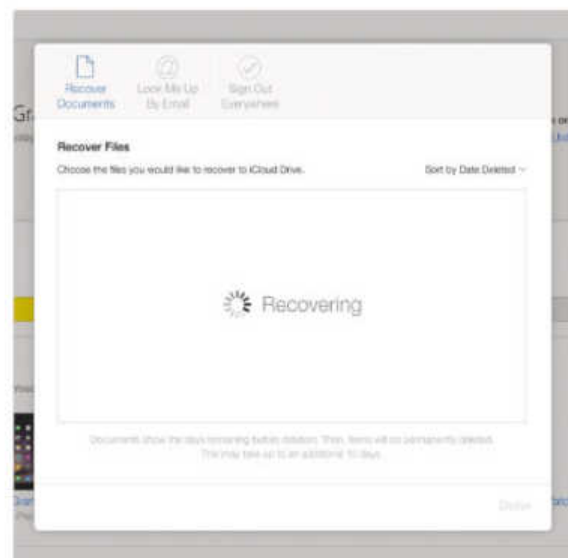 Recover
Documents
Look Me Up
By Email
Sign Out
Everywhere
Gr
Recover Files
Choose the files you would like to recover to iCloud Drive.
Sort by Date Deleted
Recovering
Documents show the days remaining before deletion. Then, items will be permanently deleted.
This may take up to an additional 10 days.
Done